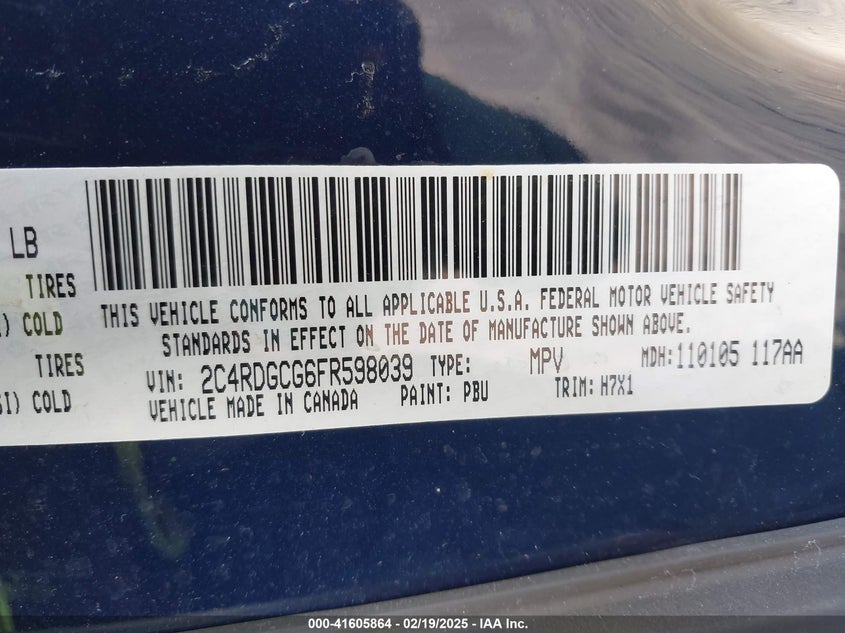 LB
TIRES
) COLD
THIS VEHICLE CONFORMS TO ALL APPLICABLE U.S.A. FEDERAL MOTOR VEHICLE SAFETY
STANDARDS IN EFFECT ON THE DATE OF MANUFACTURE SHOWN ABOVE.
TIRES
SI) COLD
VIN: 2C4RDGCG6FR598039 TYPE: MPV MDH: 110105 117AA
VEHICLE MADE IN CANADA PAINT: PBU TRIM: H7X1
000-41605864 - 02/19/2025 - IAA Inc.